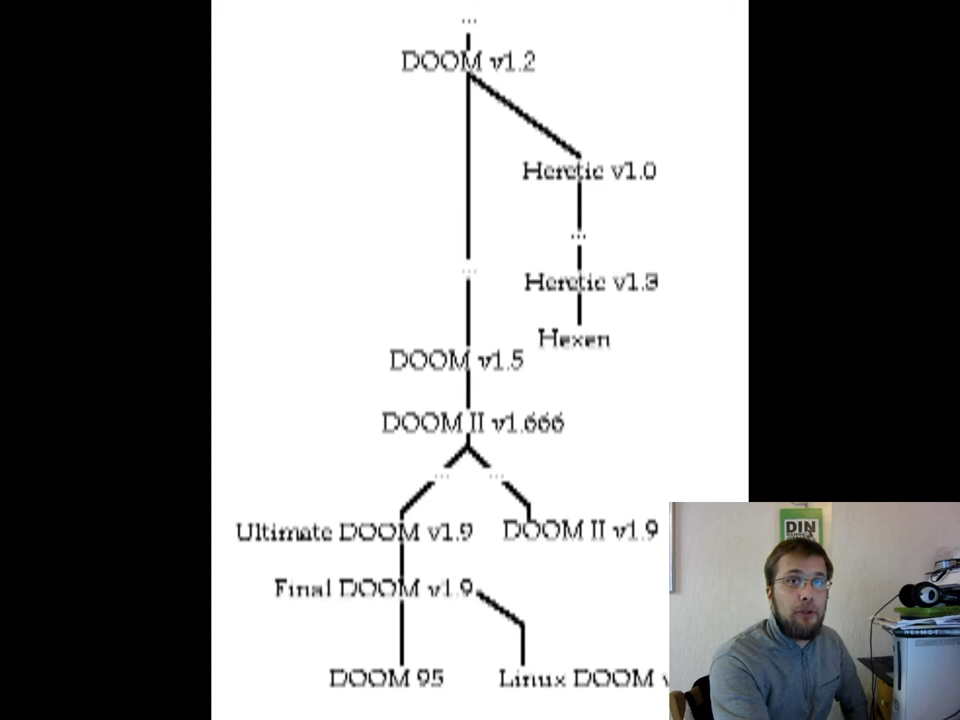 ...
DOOM v1.2
Heretic v1.0
...
...
Heretic v1.3
Hexen
DOOM v1.5
DOOM II v1.666
... ...
Ultimate DOOM v1.9 DOOM II v1.9
Final DOOM v1.9
DOOM 95 Linux DOOM v
DIN